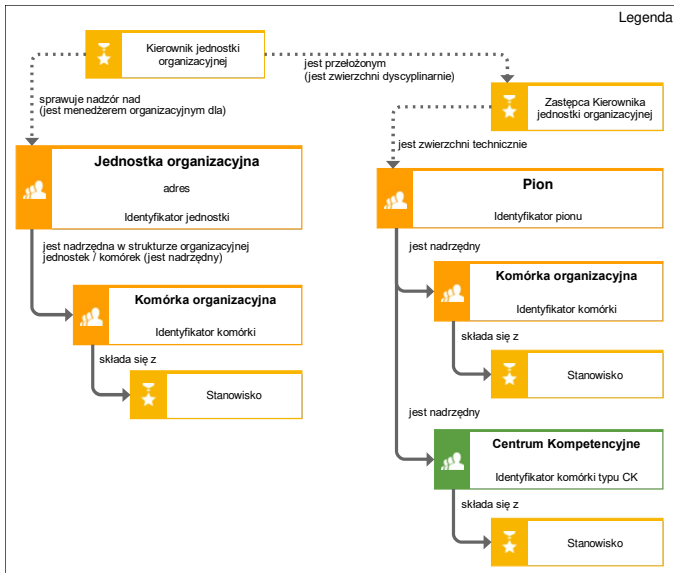 Legenda
Kierownik jednostki
organizacyjnej
jest przełożonym
(jest zwierzchni dyscyplinarnie)
sprawuje nadzór nad
(jest menedżerem organizacyjnym dla)
Zastępca Kierownika
jednostki organizacyjnej
jest zwierzchni technicznie
Jednostka organizacyjna
adres
Identyfikator jednostki
Pion
Identyfikator pionu
jest nadrzędna w strukturze organizacyjnej
jednostek / komórek (jest nadrzędny)
jest nadrzędny
Komórka organizacyjna
Identyfikator komórki
Komórka organizacyjna
Identyfikator komórki
składa się z
Stanowisko
składa się z
Stanowisko
jest nadrzędny
Centrum Kompetencyjne
Identyfikator komórki typu CK
składa się z
Stanowisko